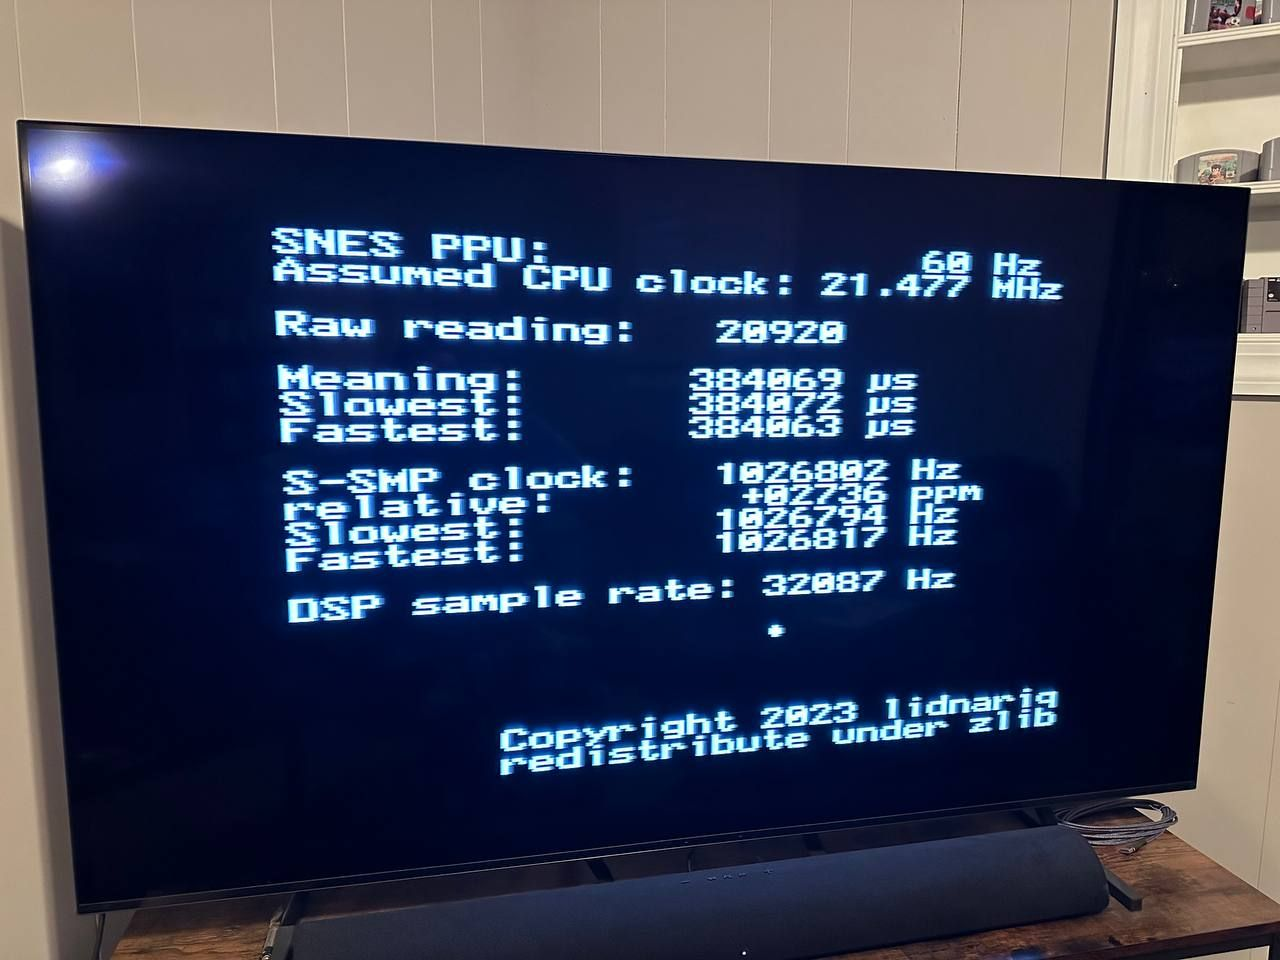 SNES PPU: 60 Hz
Assumed CPU clock: 21.477 MHz
Raw reading: 20920
Meaning: 384069 µs
Slowest: 384072 µs
Fastest: 384063 µs
S-SMP clock: 1026802 Hz
relative: +02736 ppm
Slowest: 1026794 Hz
Fastest: 1026817 Hz
DSP sample rate: 32087 Hz
*
Copyright 2023 lidnariq
redistribute under zlib